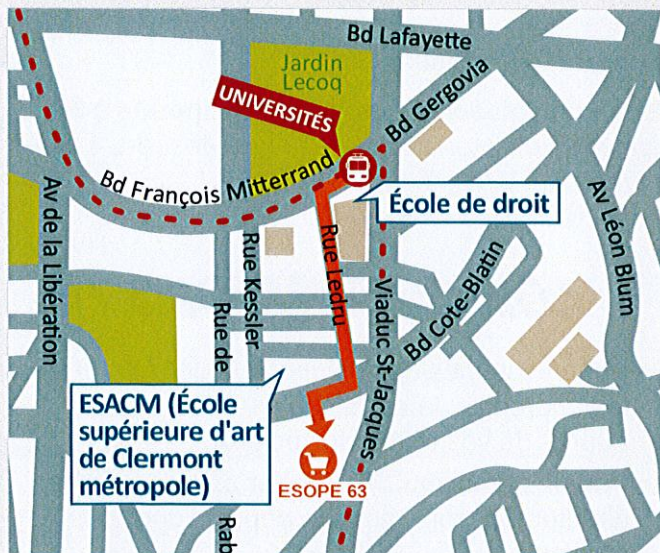 Bd Lafayette
Jardin
Lecoq
Bd Gergovia
UNIVERSITÉS
Bd François Mitterrand
École de droit
Av de la Libération
Rue Kessler
Rue Ledru
Av Léon Blum
Viaduc St-Jacques
Bd Cote-Blatin
Rue de
Rab
ESACM (École
supérieure d'art
de Clermont
métropole)
ESOPE 63